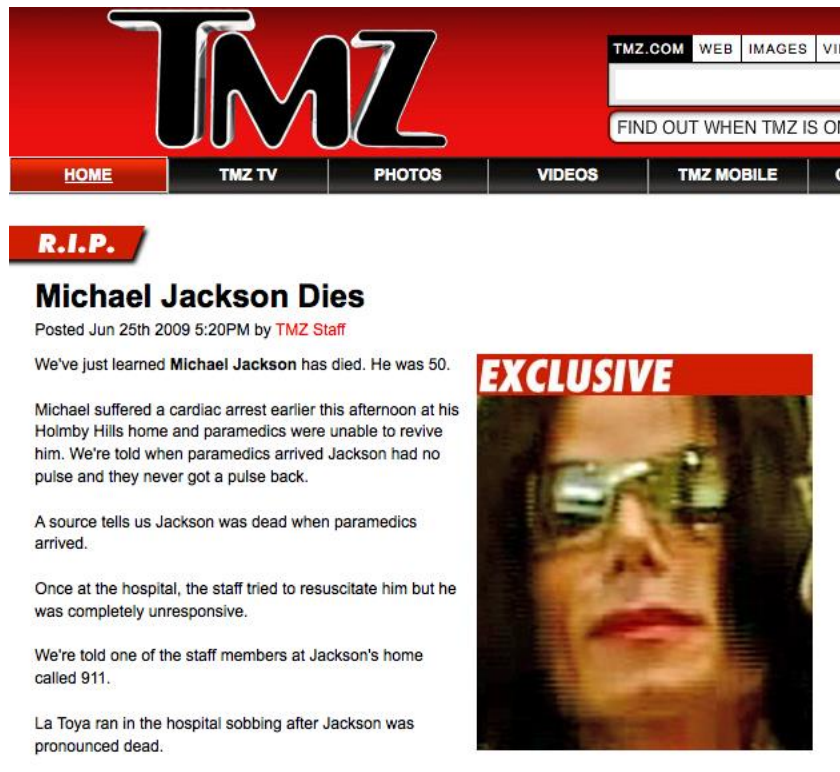 TMZ
TMZ.COM WEB IMAGES
FIND OUT WHEN TMZ IS
HOME TMZ TV PHOTOS VIDEOS TMZ MOBILE
R.I.P.
Michael Jackson Dies
Posted Jun 25th 2009 5:20PM by TMZ Staff
We've just learned Michael Jackson has died. He was 50.
EXCLUSIVE
Michael suffered a cardiac arrest earlier this afternoon at his
Holmby Hills home and paramedics were unable to revive
him. We're told when paramedics arrived Jackson had no
pulse and they never got a pulse back.
A source tells us Jackson was dead when paramedics
arrived.
Once at the hospital, the staff tried to resuscitate him but he
was completely unresponsive.
We're told one of the staff members at Jackson's home
called 911.
La Toya ran in the hospital sobbing after Jackson was
pronounced dead.